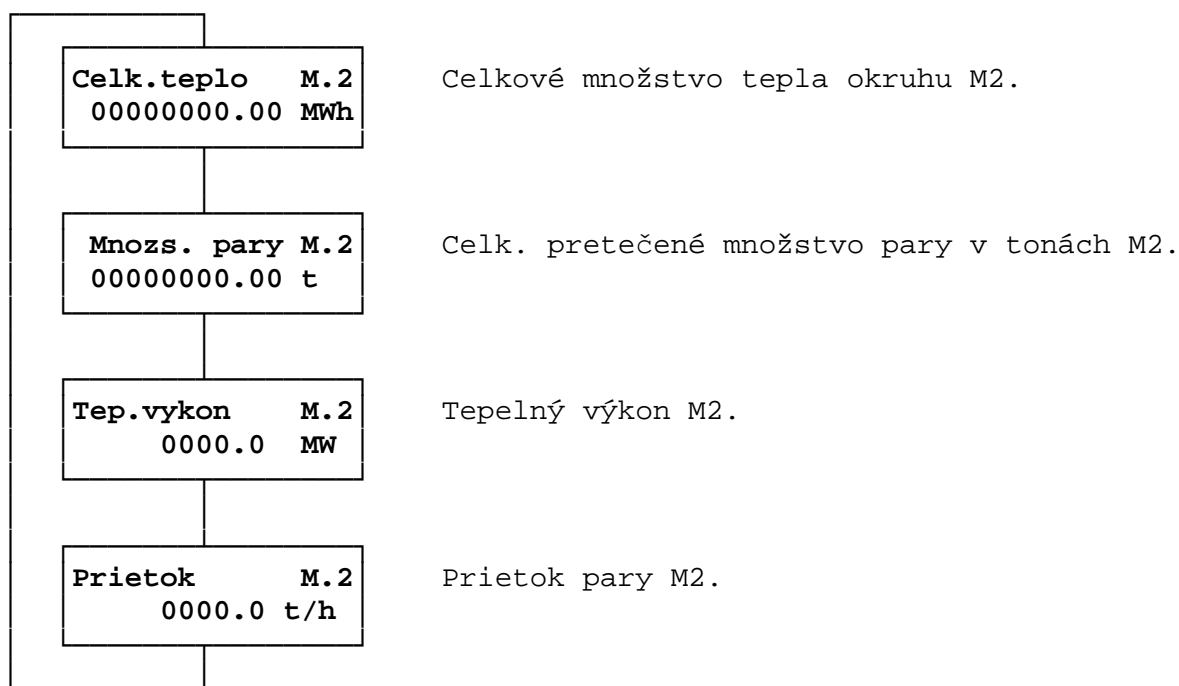 Celk.teplo M.2 Celkové množstvo tepla okruhu M2.
00000000.00 MWh
Mnozs. pary M.2 Celk. pretečené množstvo pary v tonách M2.
00000000.00 t
Tep.vykon M.2 Tepelný výkon M2.
0000.0 MW
Prietok M.2 Prietok pary M2.
0000.0 t/h